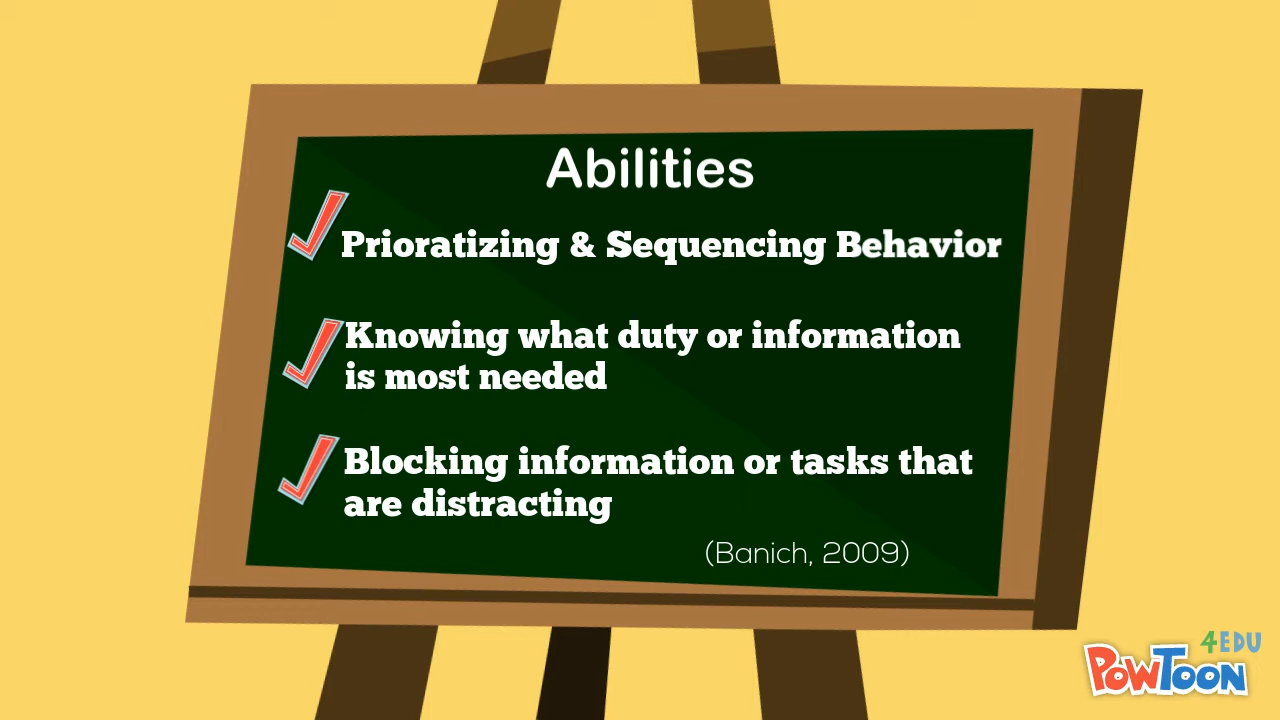 Abilities
Prioratizing & Sequencing Behavior
Knowing what duty or information
is most needed
Blocking information or tasks that
are distracting
(Banich, 2009)
4EDU
POWTOON